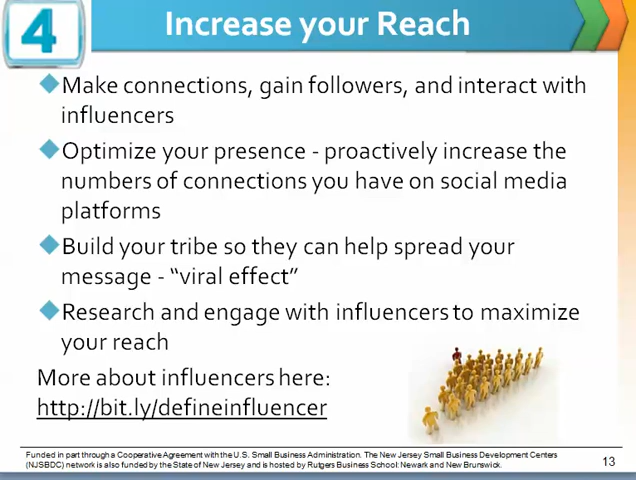 4
Increase your Reach
Make connections, gain followers, and interact with
influencers
Optimize your presence - proactively increase the
numbers of connections you have on social media
platforms
Build your tribe so they can help spread your
message - “viral effect”
Research and engage with influencers to maximize
your reach
More about influencers here:
http://bit.ly/defineinfluencer
Funded in part through a Cooperative Agreement with the U.S. Small Business Administration. The New Jersey Small Business Development Centers
(NJSBDC) network is also funded by the State of New Jersey and is hosted by Rutgers Business School: Newark and New Brunswick.
13